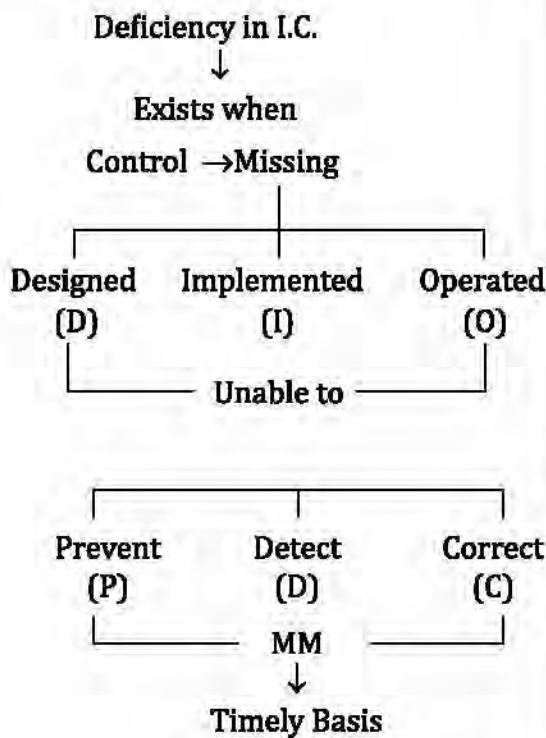 Deficiency in I.C.
↓
Exists when
Control →Missing
Designed Implemented Operated
(D) (I) (O)
Unable to
Prevent Detect Correct
(P) (D) (C)
MM
↓
Timely Basis